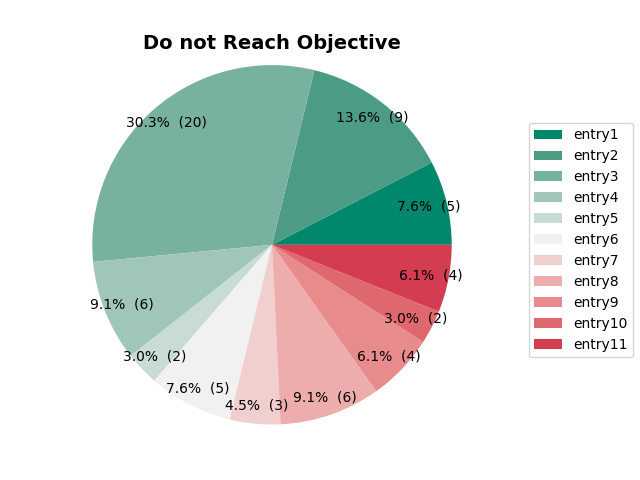 Do not Reach Objective
30.3%  (20)
13.6%  (9)
7.6%  (5)
9.1%  (6)
3.0%  (2)
7.6%  (5)
4.5%  (3)
9.1%  (6)
6.1%  (4)
3.0%  (2)
6.1%  (4)
entry1
entry2
entry3
entry4
entry5
entry6
entry7
entry8
entry9
entry10
entry11